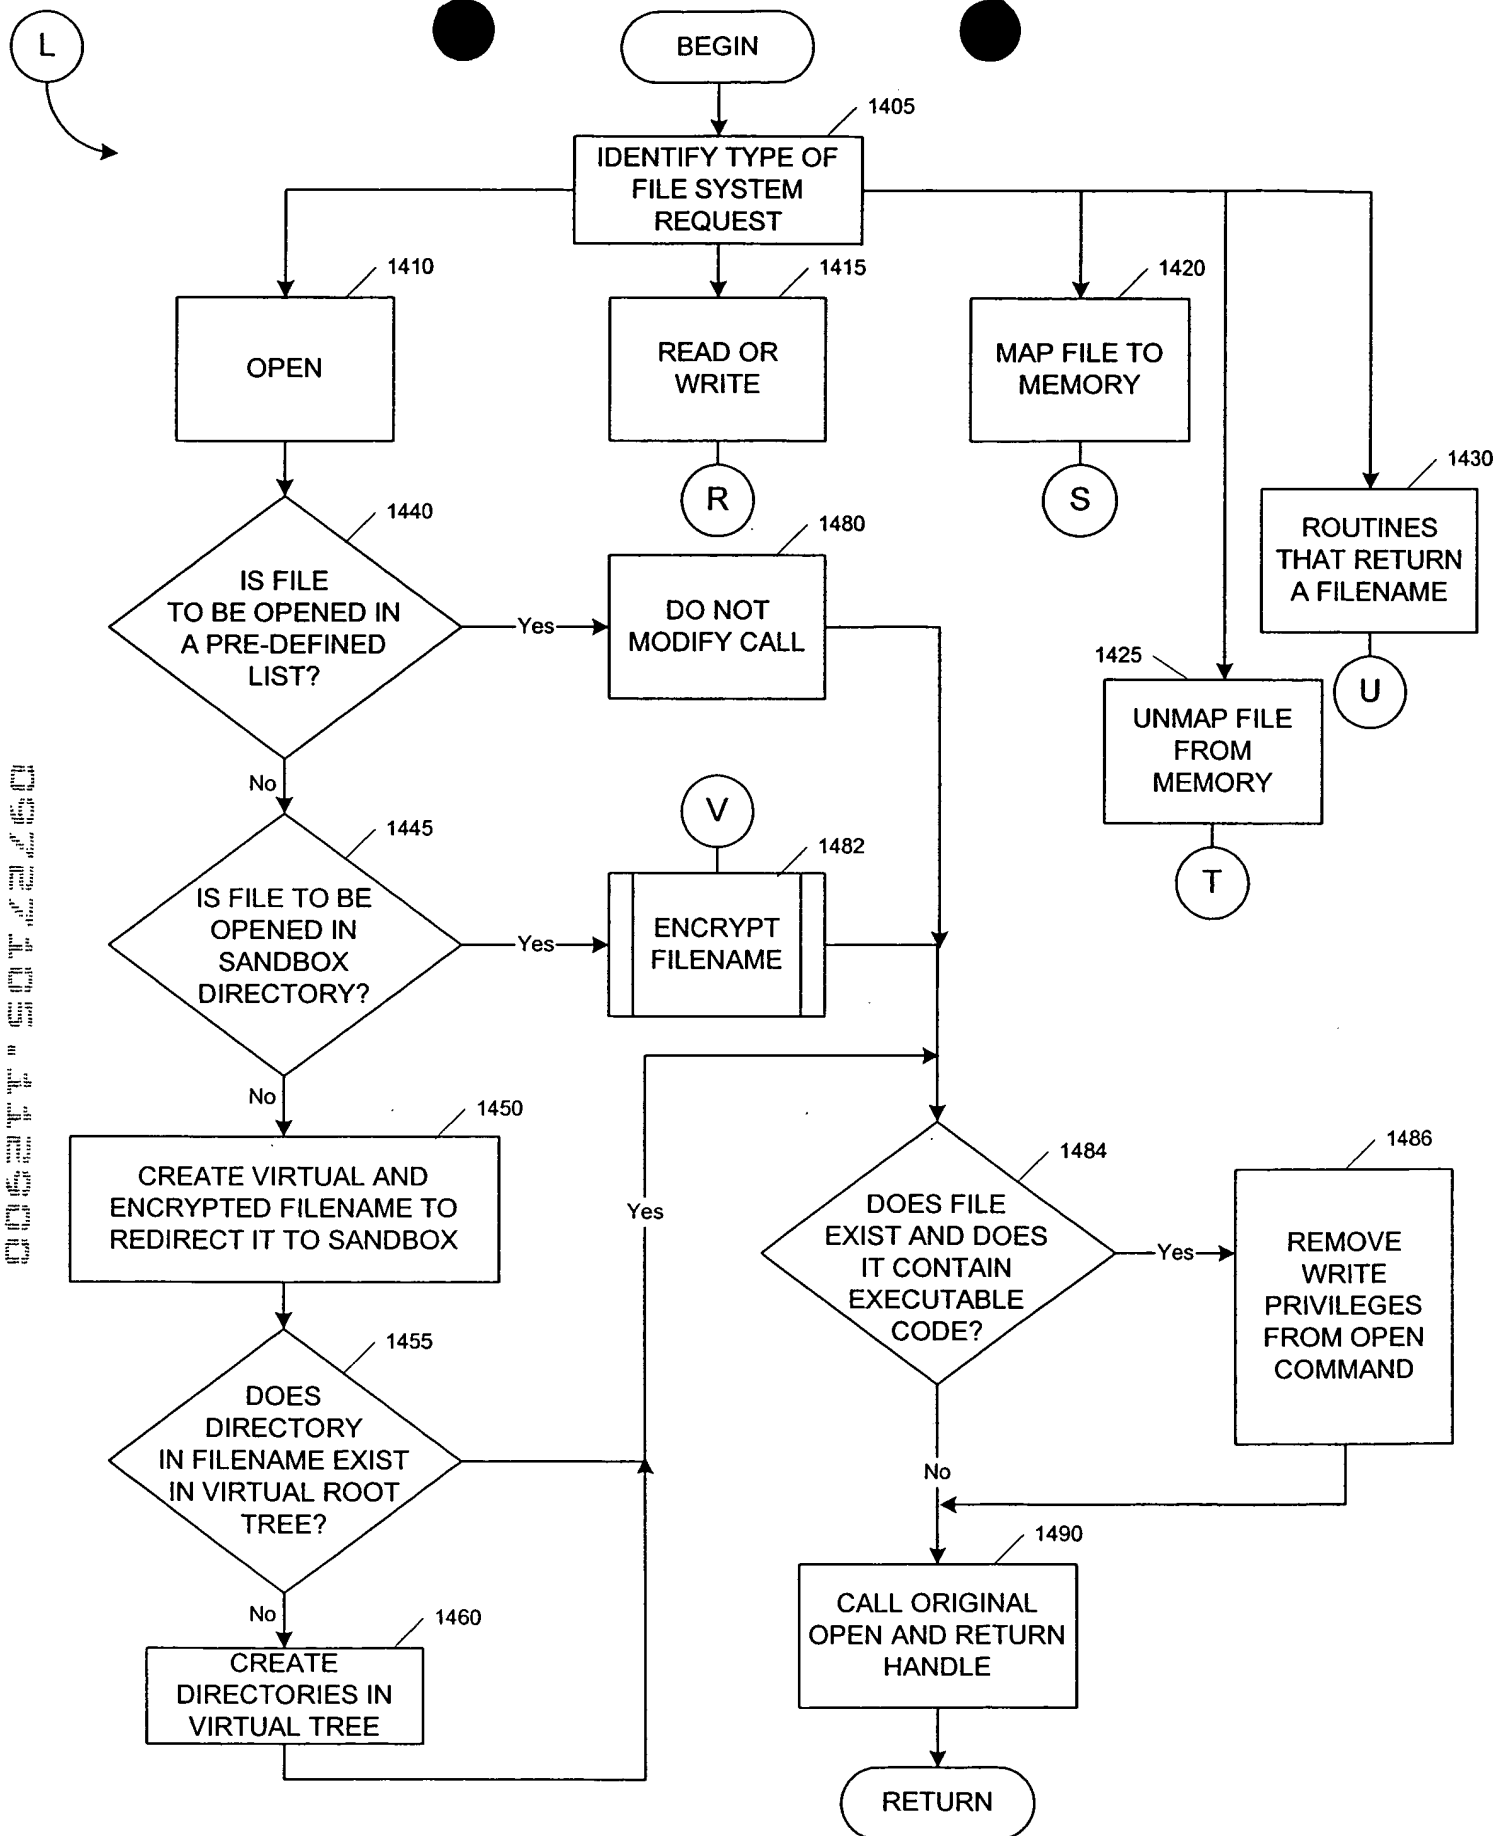 L
BEGIN
1405
IDENTIFY TYPE OF
FILE SYSTEM
REQUEST
1410
OPEN
1415
READ OR
WRITE
R
1420
MAP FILE TO
MEMORY
S
1430
ROUTINES
THAT RETURN
A FILENAME
U
1425
UNMAP FILE
FROM
MEMORY
T
1440
IS FILE
TO BE OPENED IN
A PRE-DEFINED
LIST?
Yes
1480
DO NOT
MODIFY CALL
No
1445
IS FILE TO BE
OPENED IN
SANDBOX
DIRECTORY?
Yes
V
1482
ENCRYPT
FILENAME
No
1450
CREATE VIRTUAL AND
ENCRYPTED FILENAME TO
REDIRECT IT TO SANDBOX
1455
DOES
DIRECTORY
IN FILENAME EXIST
IN VIRTUAL ROOT
TREE?
Yes
No
1460
CREATE
DIRECTORIES IN
VIRTUAL TREE
1484
DOES FILE
EXIST AND DOES
IT CONTAIN
EXECUTABLE
CODE?
Yes
1486
REMOVE
WRITE
PRIVILEGES
FROM OPEN
COMMAND
No
1490
CALL ORIGINAL
OPEN AND RETURN
HANDLE
RETURN